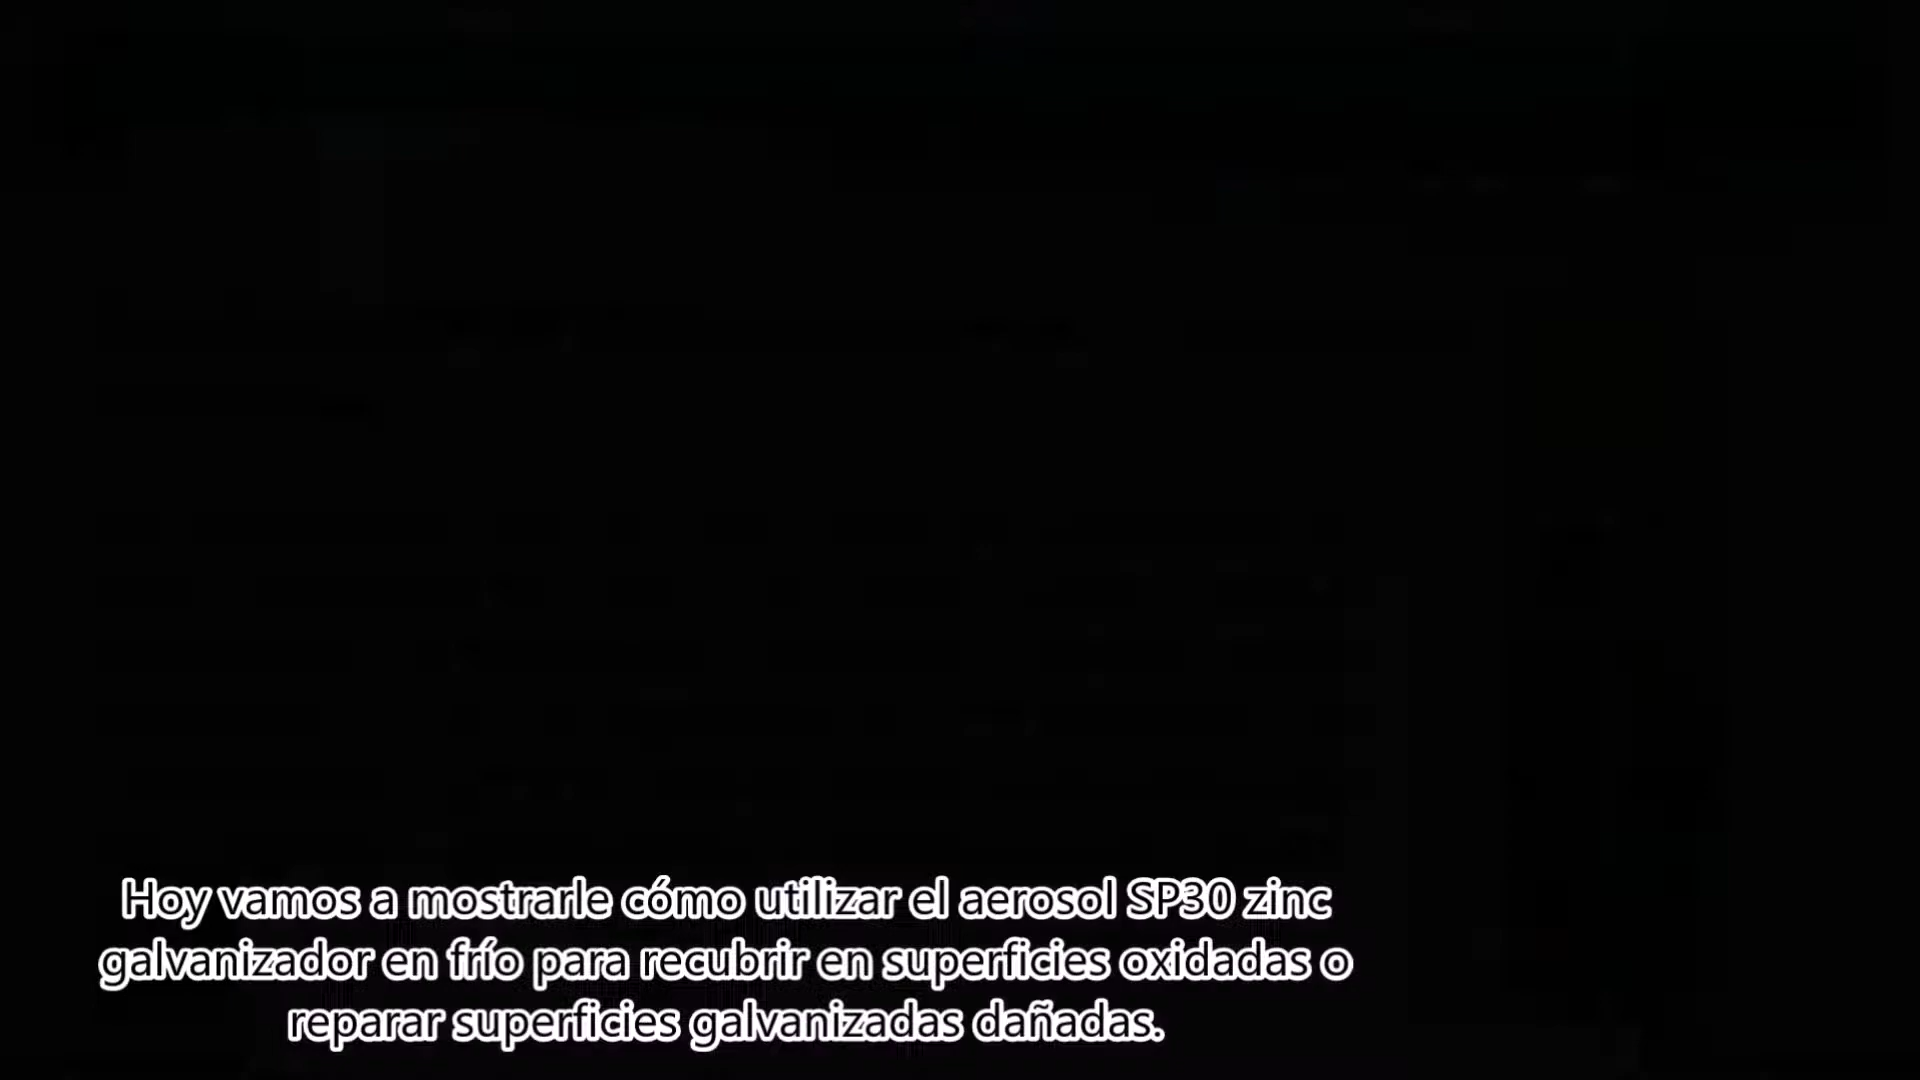 Hoy vamos a mostrarle cómo utilizar el aerosol SP30 zinc
galvanizador en frío para recubrir en superficies oxidadas o
reparar superficies galvanizadas dañadas.